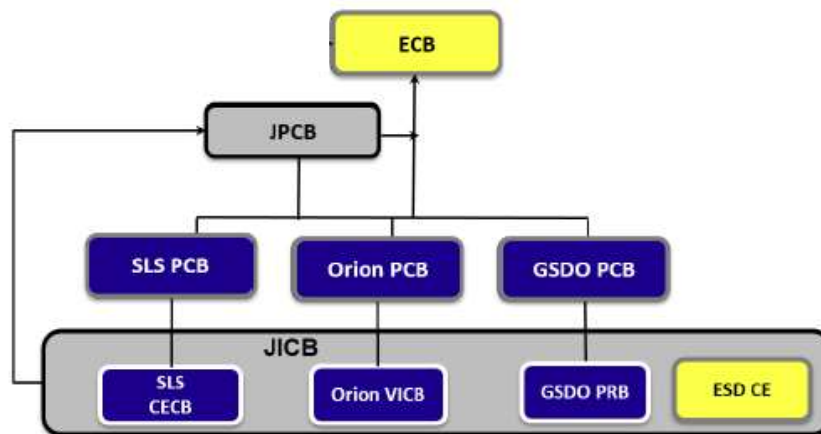 ECB
JPCB
SLS PCB
Orion PCB
GSDO PCB
JICB
SLS
CECB
Orion VICB
GSDO PRB
ESD CE